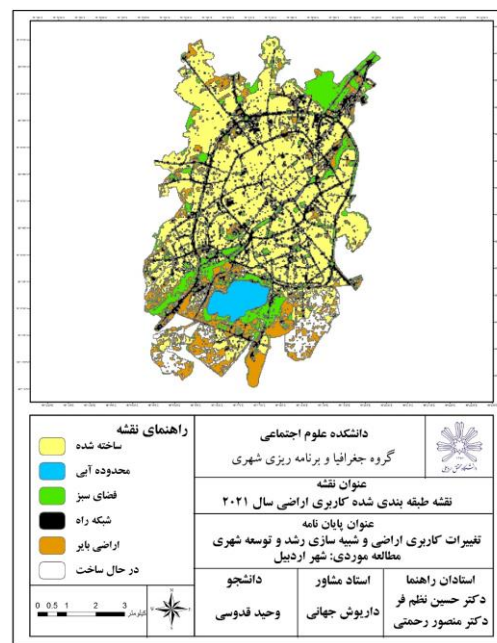 دانشکده علوم اجتماعی
گروه جغرافیا و برنامه ریزی شهری
عنوان نقشه
نقشه طبقه بندی شده کاربری اراضی سال ۲۰۲۱
عنوان پایان نامه
تغییرات کاربری اراضی و شبیه سازی رشد و توسعه شهری
مطالعه موردی: شهر اردبیل
استادان راهنما
دکتر حسین نظم فر
دکتر منصور رحمتی
استاد مشاور
داریوش جهانی
دانشجو
وحید قدوسی
راهنمای نقشه
ساخته شده
محدوده آبی
فضای سبز
شبکه راه
اراضی بایر
در حال ساخت
0 0.5 1 2 3
کیلومتر